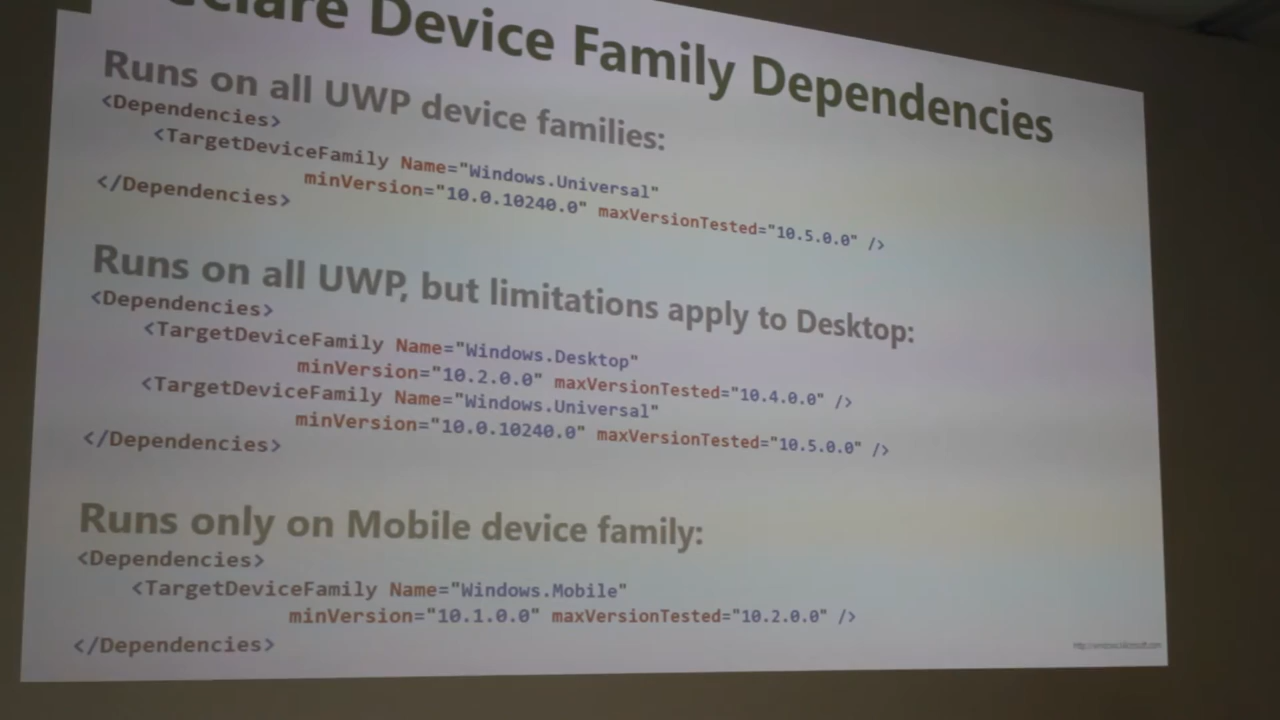 Device Family Dependencies
Runs on all UWP device families:
<Dependencies>
<TargetDeviceFamily Name="Windows.Universal"
minVersion="10.0.10240.0" maxVersionTested="10.5.0.0" />
</Dependencies>
Runs on all UWP, but limitations apply to Desktop:
<Dependencies>
<TargetDeviceFamily Name="Windows.Desktop"
minVersion="10.2.0.0" maxVersionTested="10.4.0.0" />
<TargetDeviceFamily Name="Windows.Universal"
minVersion="10.0.10240.0" maxVersionTested="10.5.0.0" />
</Dependencies>
Runs only on Mobile device family:
<Dependencies>
<TargetDeviceFamily Name="Windows.Mobile"
minVersion="10.1.0.0" maxVersionTested="10.2.0.0" />
</Dependencies>